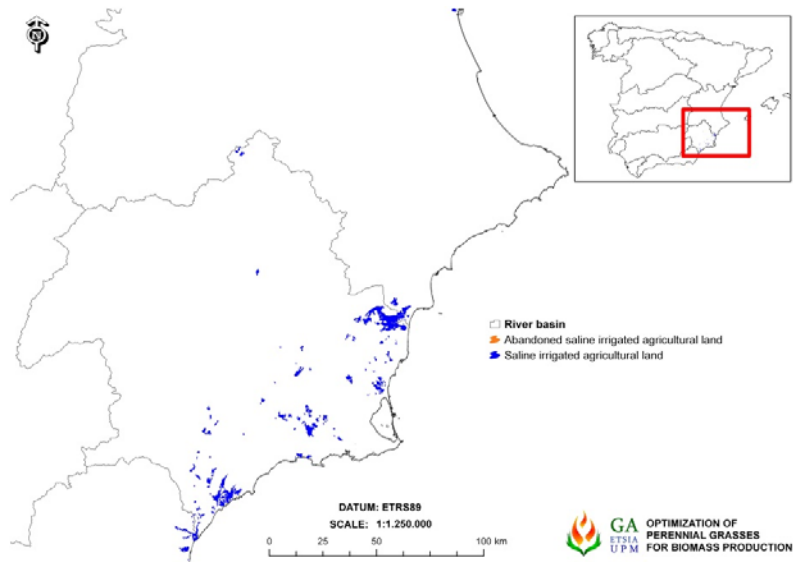 N
River basin
Abandoned saline irrigated agricultural land
Saline irrigated agricultural land
DATUM: ETRS89
SCALE: 1:1.250.000
0 25 50 100 km
GA
ETSIA
UPM
OPTIMIZATION OF
PERENNIAL GRASSES
FOR BIOMASS PRODUCTION